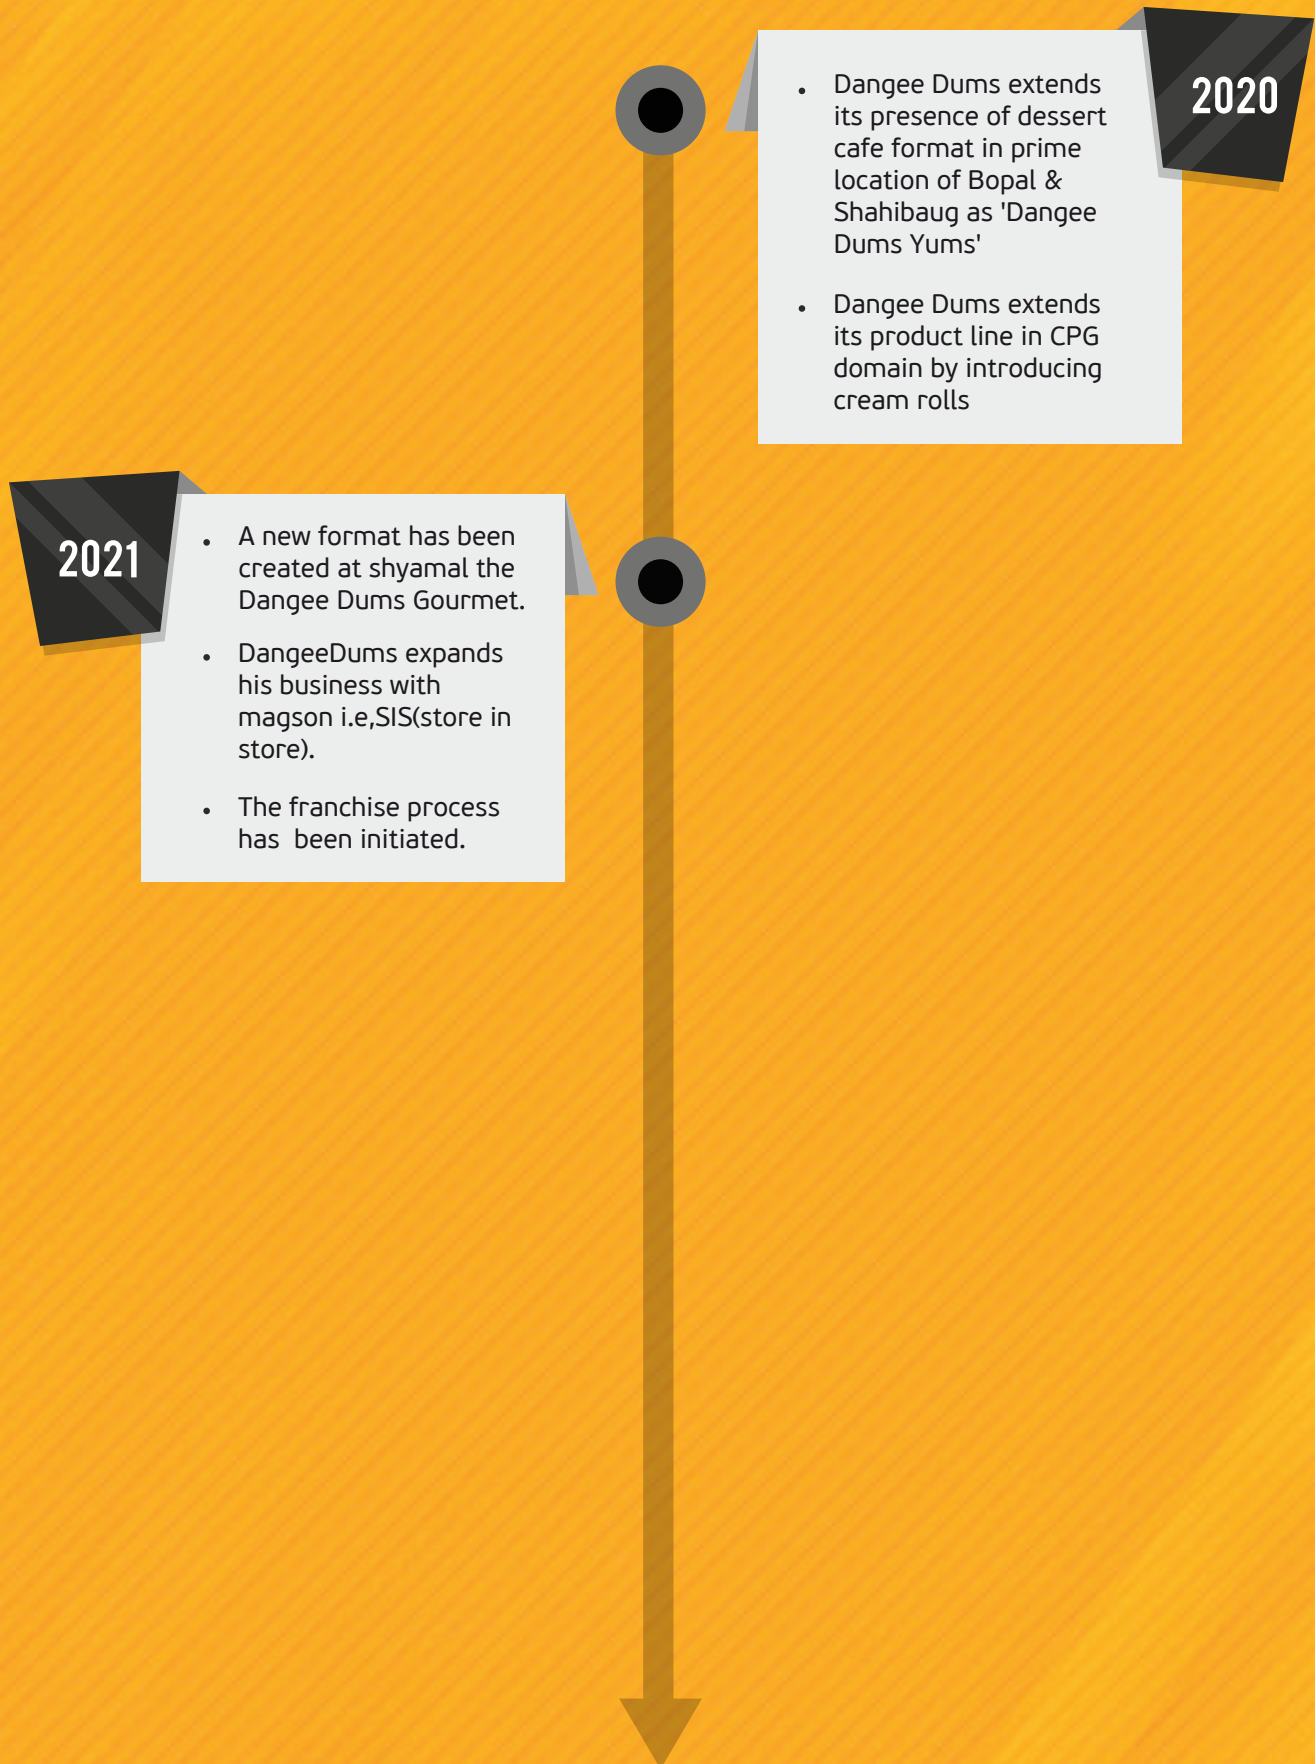 2020
• Dangee Dums extends
its presence of dessert
cafe format in prime
location of Bopal &
Shahibaug as 'Dangee
Dums Yums'
• Dangee Dums extends
its product line in CPG
domain by introducing
cream rolls
2021
• A new format has been
created at shyamal the
Dangee Dums Gourmet.
• DangeeDums expands
his business with
magson i.e,SIS(store in
store).
• The franchise process
has  been initiated.